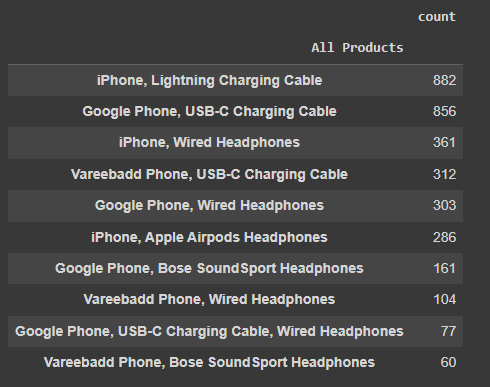 count
All Products
iPhone, Lightning Charging Cable 882
Google Phone, USB-C Charging Cable 856
iPhone, Wired Headphones 361
Vareebadd Phone, USB-C Charging Cable 312
Google Phone, Wired Headphones 303
iPhone, Apple Airpods Headphones 286
Google Phone, Bose SoundSport Headphones 161
Vareebadd Phone, Wired Headphones 104
Google Phone, USB-C Charging Cable, Wired Headphones 77
Vareebadd Phone, Bose SoundSport Headphones 60